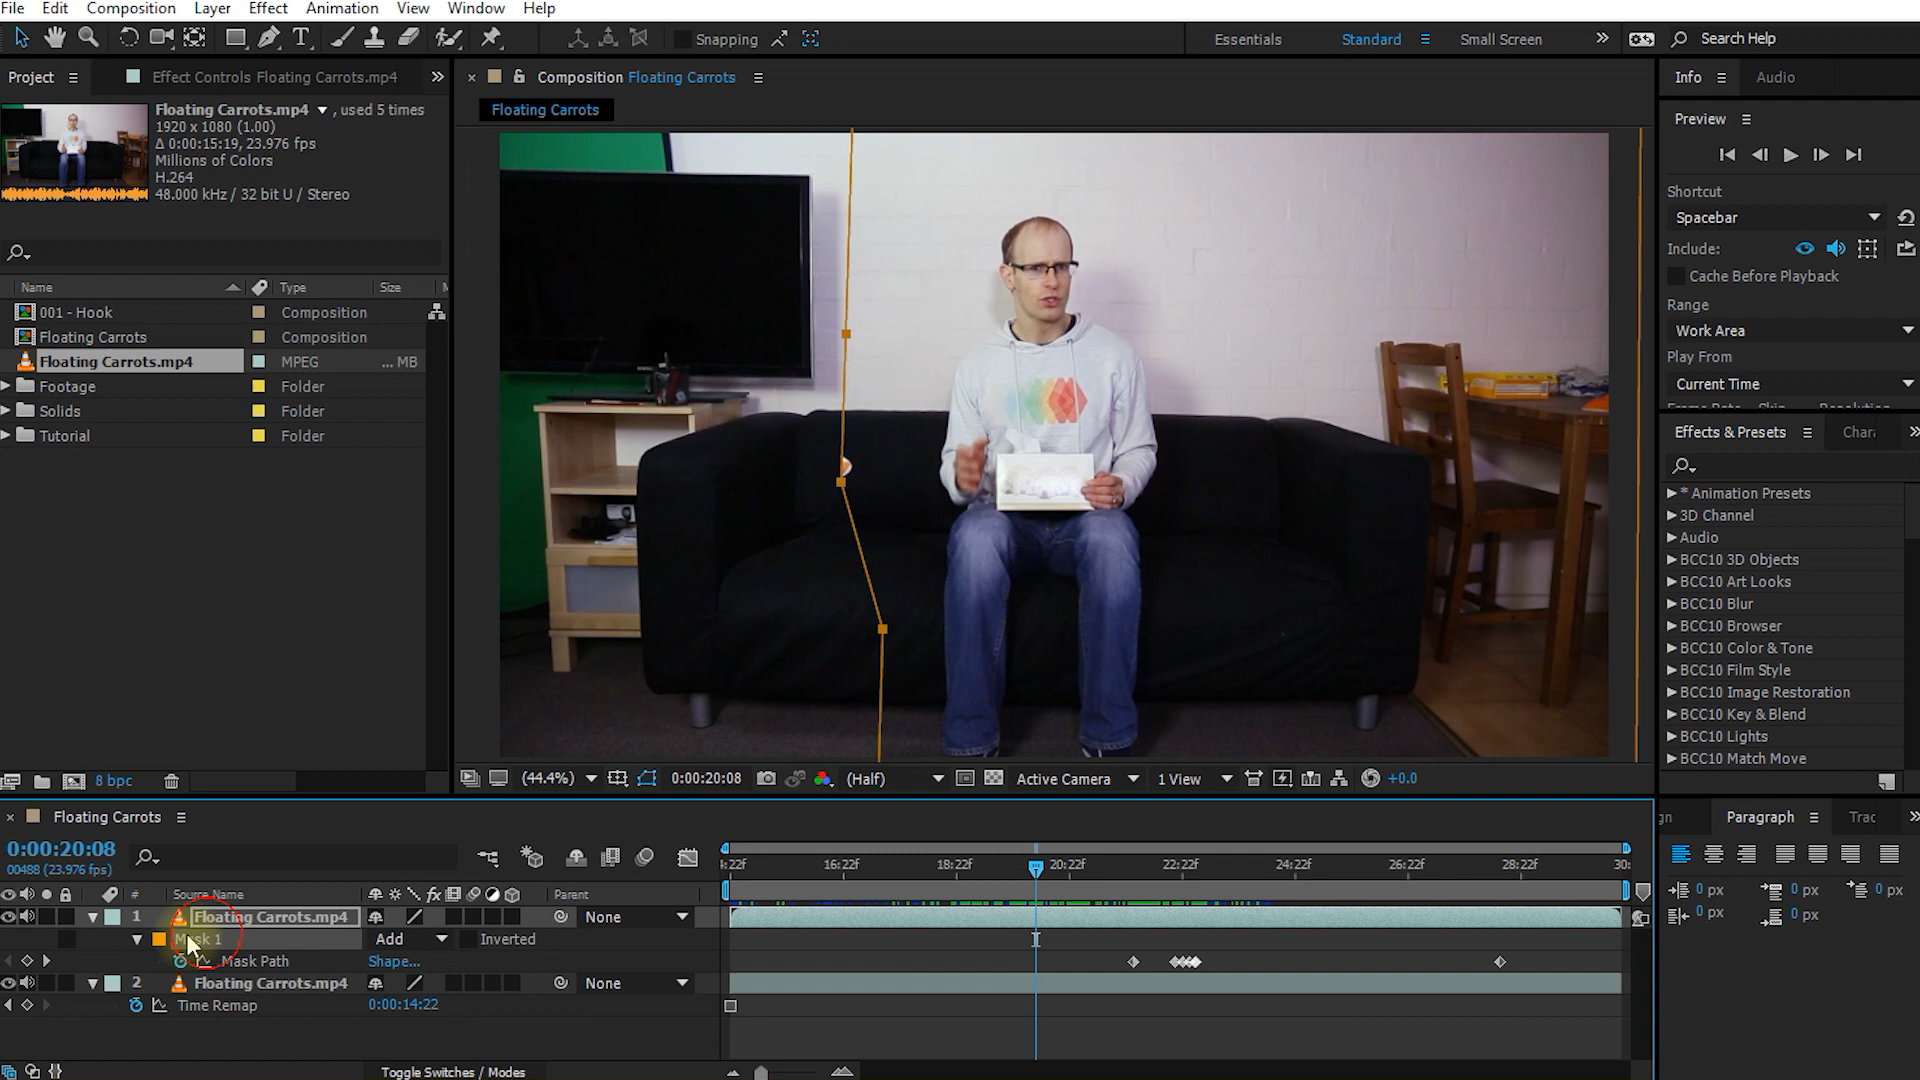 File Edit Composition Layer Effect Animation View Window Help
Snapping Essentials Standard Small Screen Search Help
Project Effect Controls Floating Carrots.mp4
Floating Carrots.mp4 , used 5 times
1920 x 1080 (1.00)
Δ 0:00:15:19, 23.976 fps
Millions of Colors
H.264
48.000 kHz / 32 bit U / Stereo
Name Type Size
001 - Hook Composition
Floating Carrots Composition
Floating Carrots.mp4 MPEG ... MB
Footage Folder
Solids Folder
Tutorial Folder
8 bpc
Composition Floating Carrots
Floating Carrots
(44.4%) 0:00:20:08 (Half) Active Camera 1 View +0.0
Info Audio
Preview
Shortcut
Spacebar
Include:
Cache Before Playback
Range
Work Area
Play From
Current Time
Effects & Presets Chara
* Animation Presets
3D Channel
Audio
BCC10 3D Objects
BCC10 Art Looks
BCC10 Blur
BCC10 Browser
BCC10 Color & Tone
BCC10 Film Style
BCC10 Image Restoration
BCC10 Key & Blend
BCC10 Lights
BCC10 Match Move
Floating Carrots
0:00:20:08
00488 (23.976 fps)
# Source Name fx Parent
:22f 16:22f 18:22f 20:22f 22:22f 24:22f 26:22f 28:22f 30:
1 Floating Carrots.mp4 None
Mask 1 Add Inverted
Mask Path Shape...
2 Floating Carrots.mp4 None
Time Remap 0:00:14:22
Toggle Switches / Modes
gn Paragraph Trac
0 px 0 px 0 px
0 px 0 px